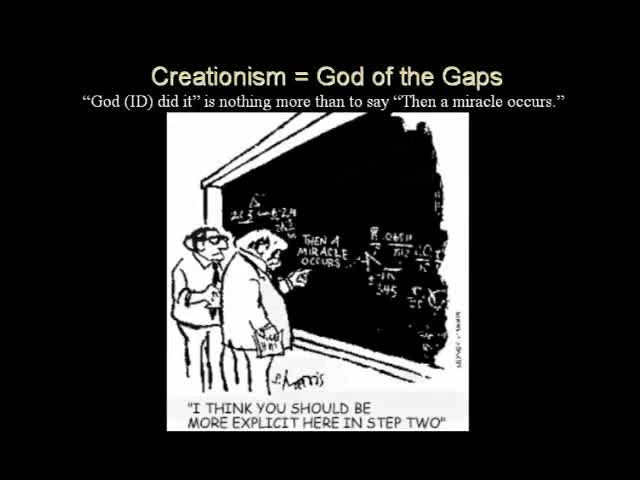 Creationism = God of the Gaps
“God (ID) did it” is nothing more than to say “Then a miracle occurs.”
THEN A
MIRACLE
OCCURS
S. Harris
"I THINK YOU SHOULD BE
MORE EXPLICIT HERE IN STEP TWO"